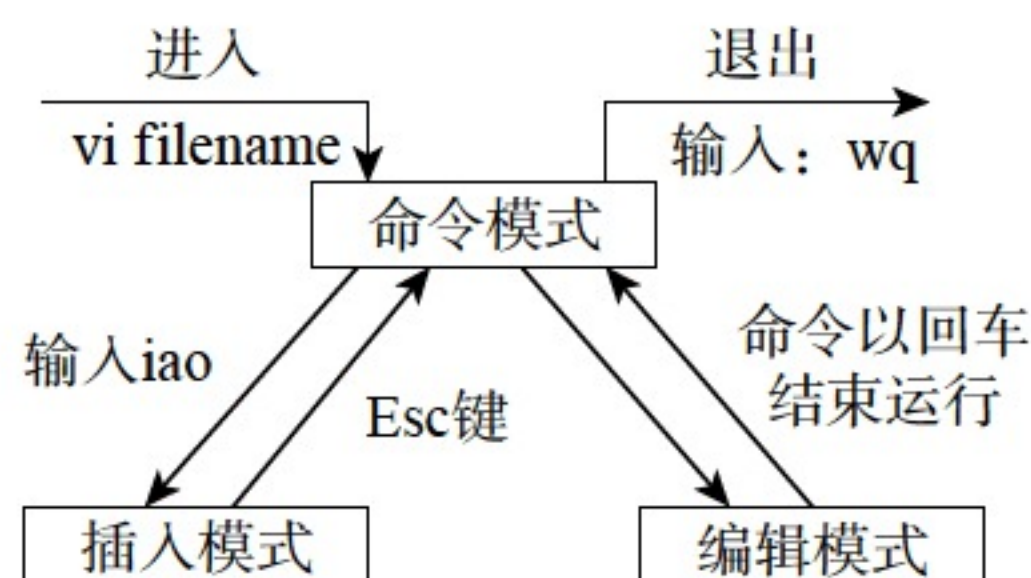 进入
退出
vi filename
输入：wq
命令模式
输入iao
命令以回车
结束运行
Esc键
插入模式
编辑模式